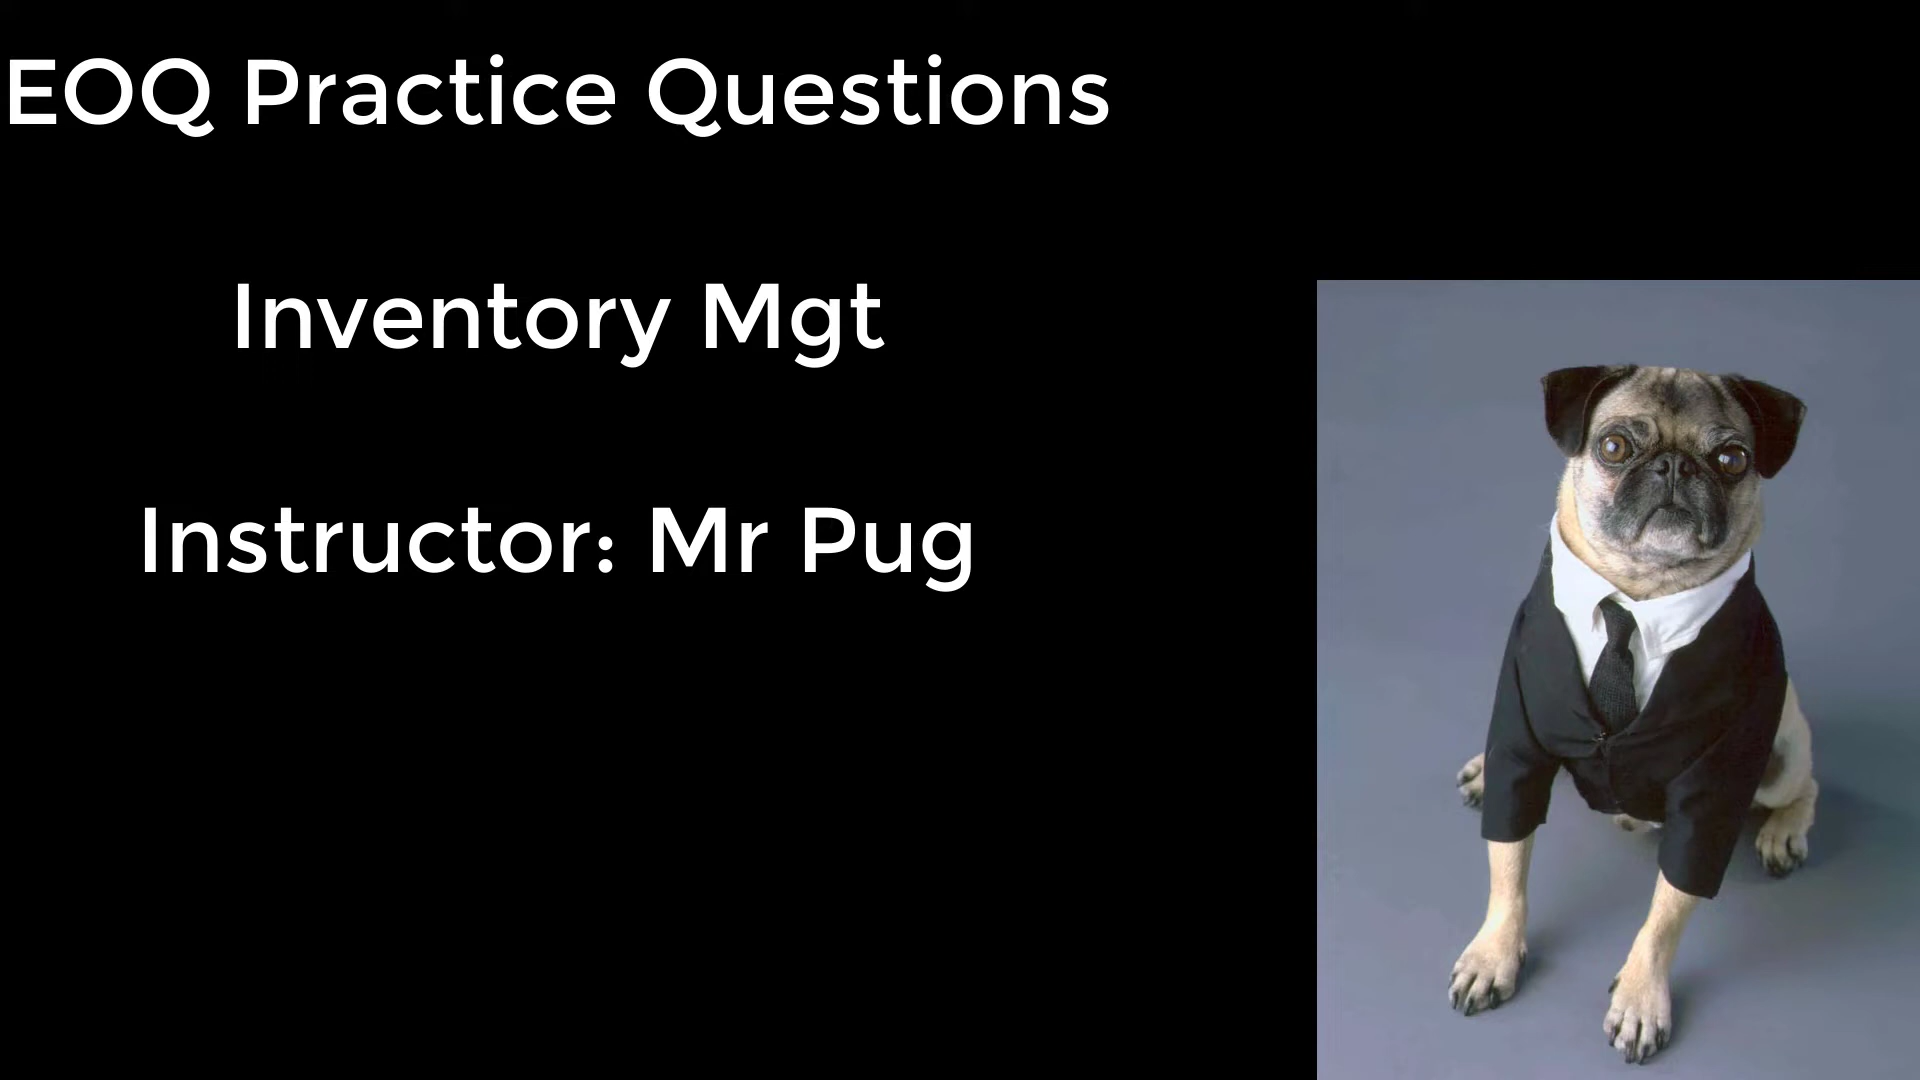 EOQ Practice Questions
Inventory Mgt
Instructor: Mr Pug